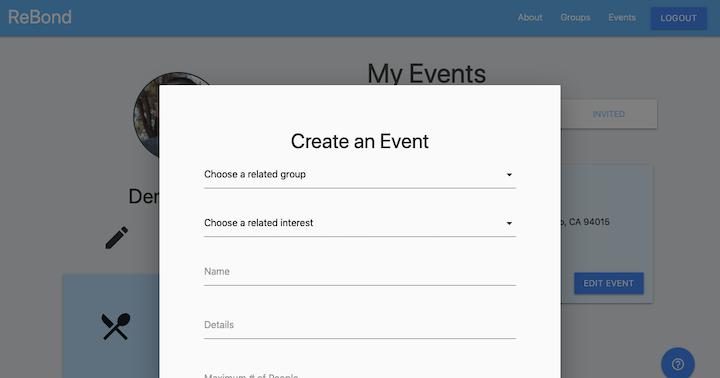 ReBond
About Groups Events LOGOUT
My Events
INVITED
Create an Event
Choose a related group
Choose a related interest
Name
Details
Maximum # of People
CA 94015
EDIT EVENT